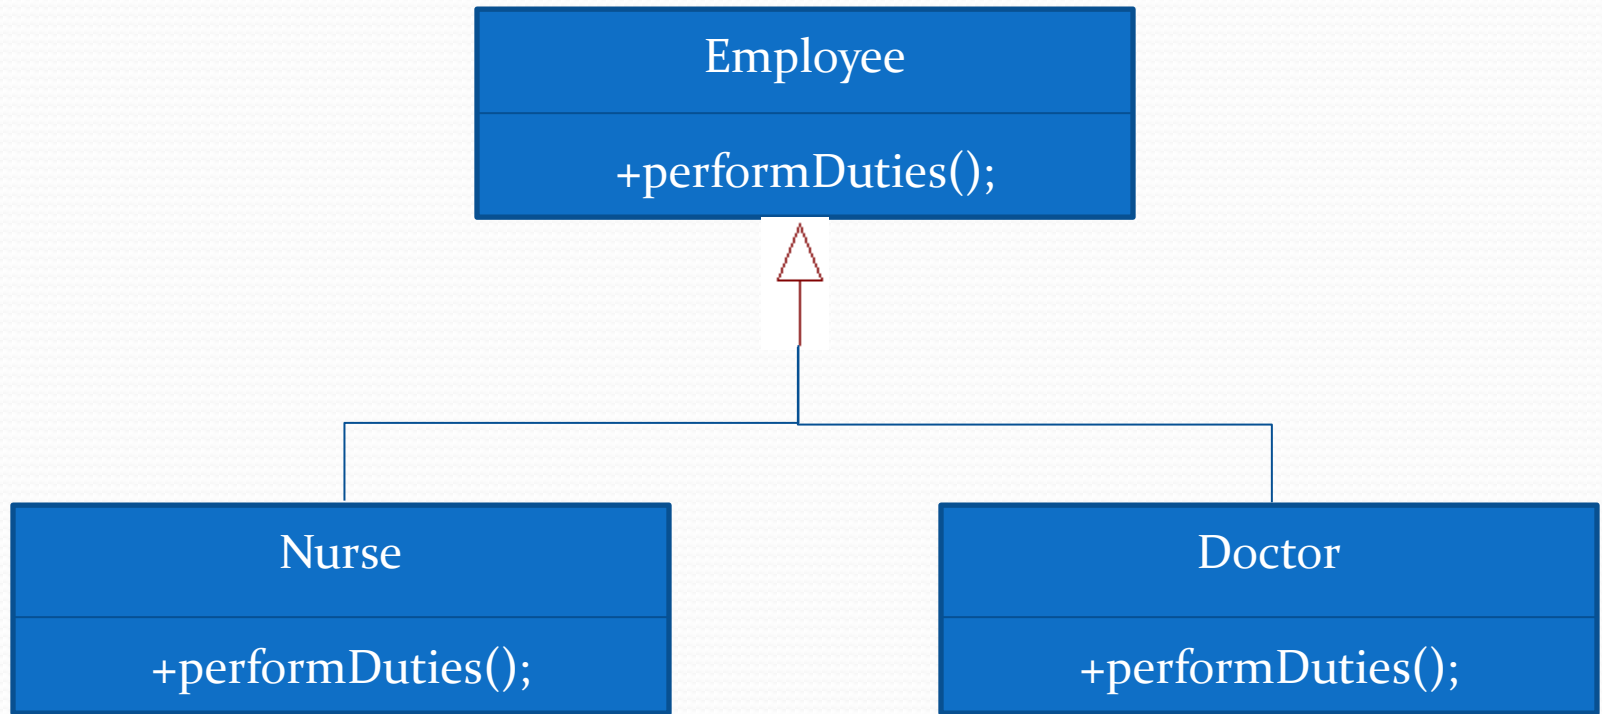 Employee
+performDuties();
Nurse
+performDuties();
Doctor
+performDuties();